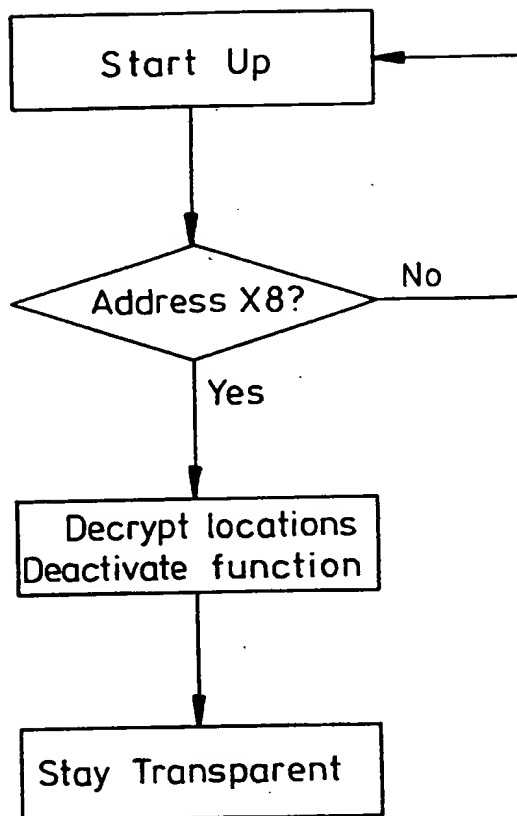 Start Up
Address X8?
No
Yes
Decrypt locations
Deactivate function
Stay Transparent